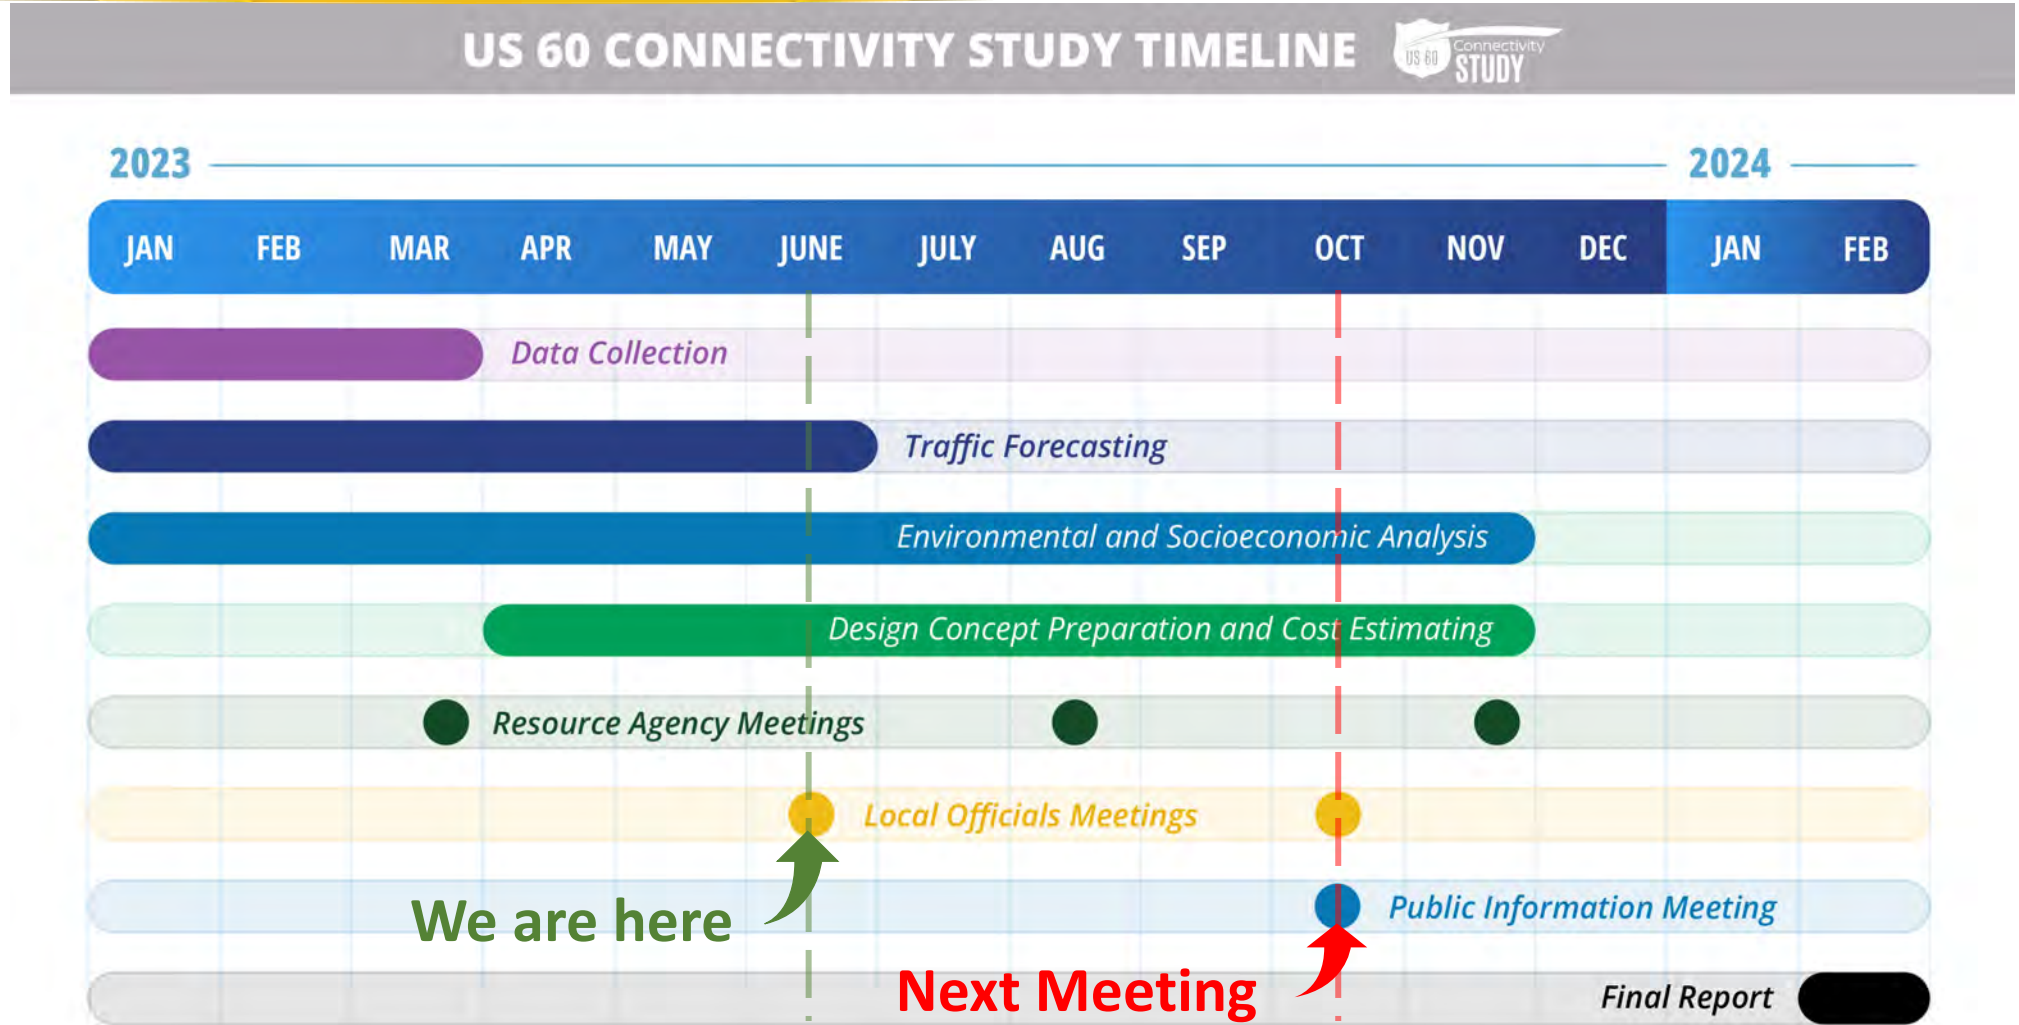 US 60 CONNECTIVITY STUDY TIMELINE
US 60
Connectivity
STUDY
2023
2024
JAN FEB MAR APR MAY JUNE JULY AUG SEP OCT NOV DEC JAN FEB
Data Collection
Traffic Forecasting
Environmental and Socioeconomic Analysis
Design Concept Preparation and Cost Estimating
Resource Agency Meetings
Local Officials Meetings
We are here
Public Information Meeting
Next Meeting
Final Report